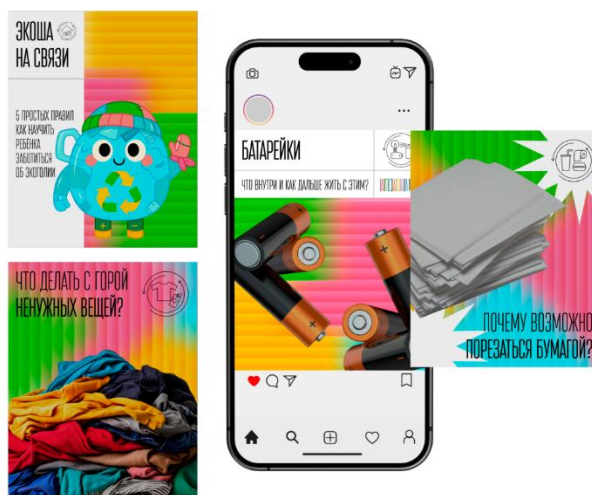 ЭКОША
НА СВЯЗИ
5 ПРОСТЫХ ПРАВИЛ
КАК НАУЧИТЬ
РЕБЕНКА
ЗАБОТИТЬСЯ
ОБ ЭКОЛОГИИ
ЧТО ДЕЛАТЬ С ГОРОЙ
НЕНУЖНЫХ ВЕЩЕЙ?
БАТАРЕЙКИ
ЧТО ВНУТРИ И КАК ДАЛЬШЕ ЖИТЬ С ЭТИМ?
ПОЧЕМУ ВОЗМОЖНО
ПОРЕЗАТЬСЯ БУМАГОЙ?